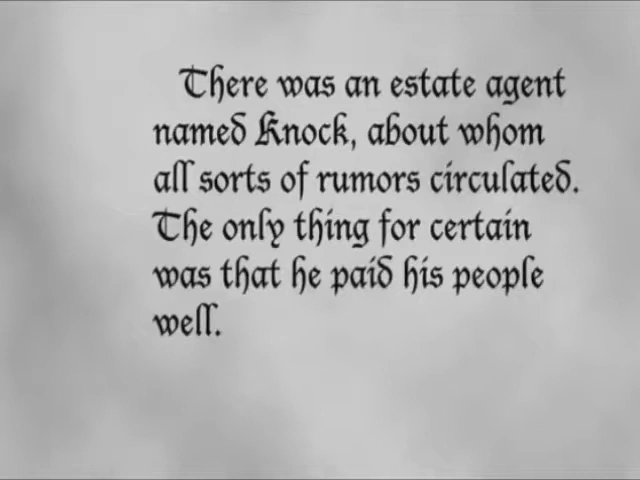 There was an estate agent
named Knock, about whom
all sorts of rumors circulated.
The only thing for certain
was that he paid his people
well.